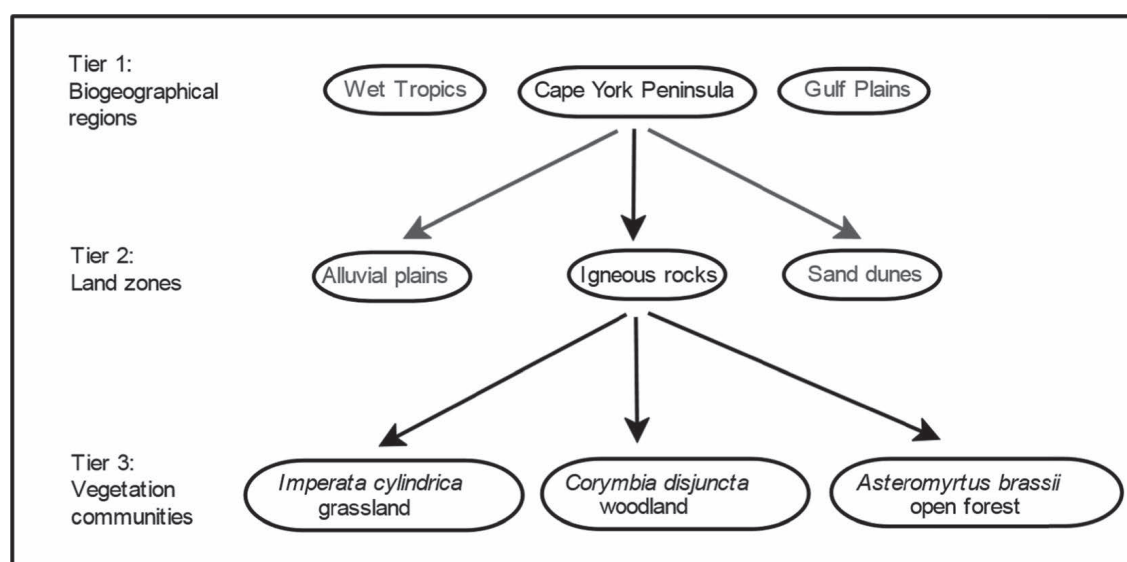 Tier 1:
Biogeographical
regions
Wet Tropics
Cape York Peninsula
Gulf Plains
Tier 2:
Land zones
Alluvial plains
Igneous rocks
Sand dunes
Tier 3:
Vegetation
communities
Imperata cylindrica
grassland
Corymbia disjuncta
woodland
Asteromyrtus brassii
open forest